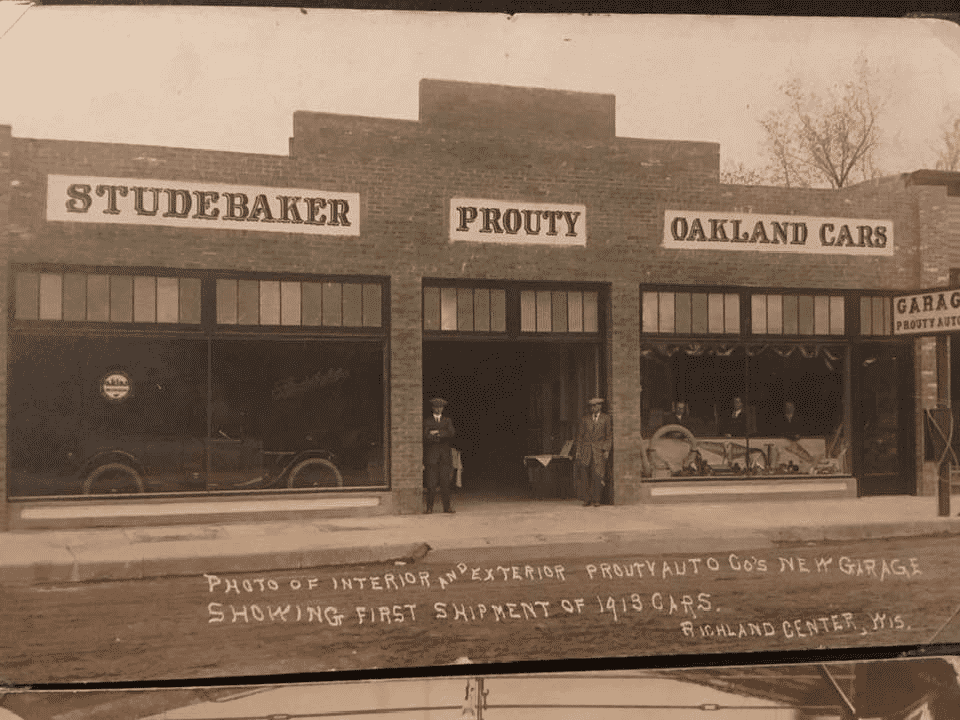 STUDEBAKER
PROUTY
OAKLAND CARS
GARAG
PROUTY AUTO
PHOTO OF INTERIOR AND EXTERIOR PROUTY AUTO CO'S NEW GARAGE
SHOWING FIRST SHIPMENT OF 1913 CARS.
RICHLAND CENTER, WIS.